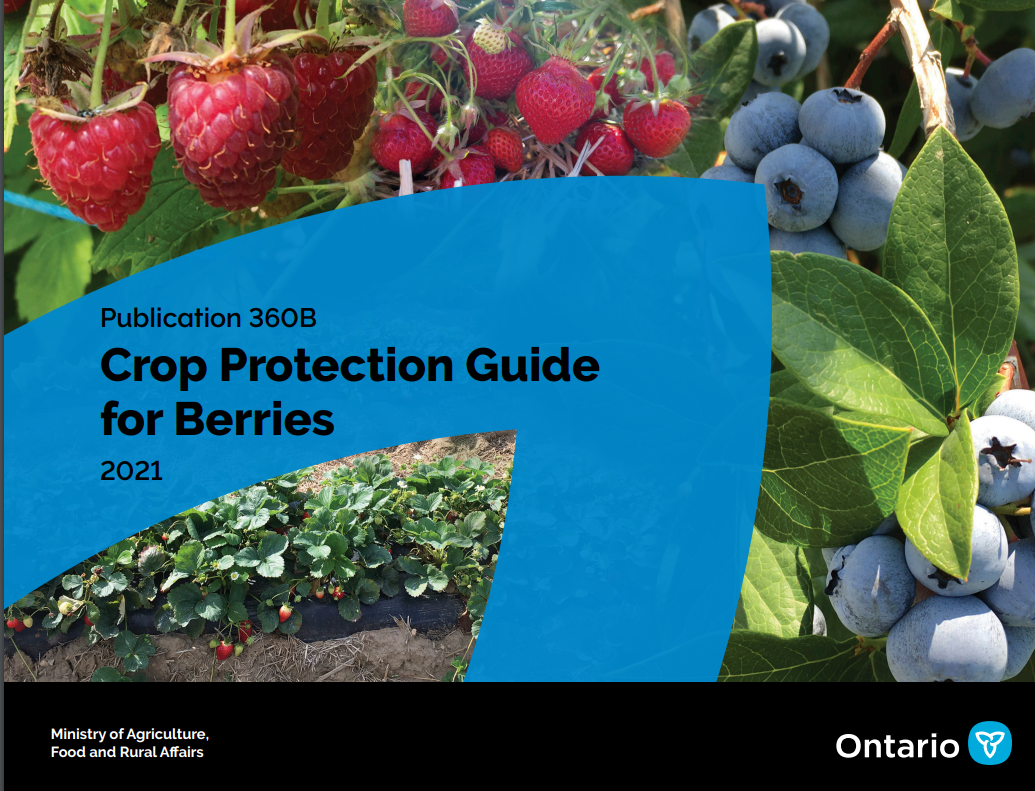 Publication 360B
Crop Protection Guide
for Berries
2021
Ministry of Agriculture,
Food and Rural Affairs
Ontario